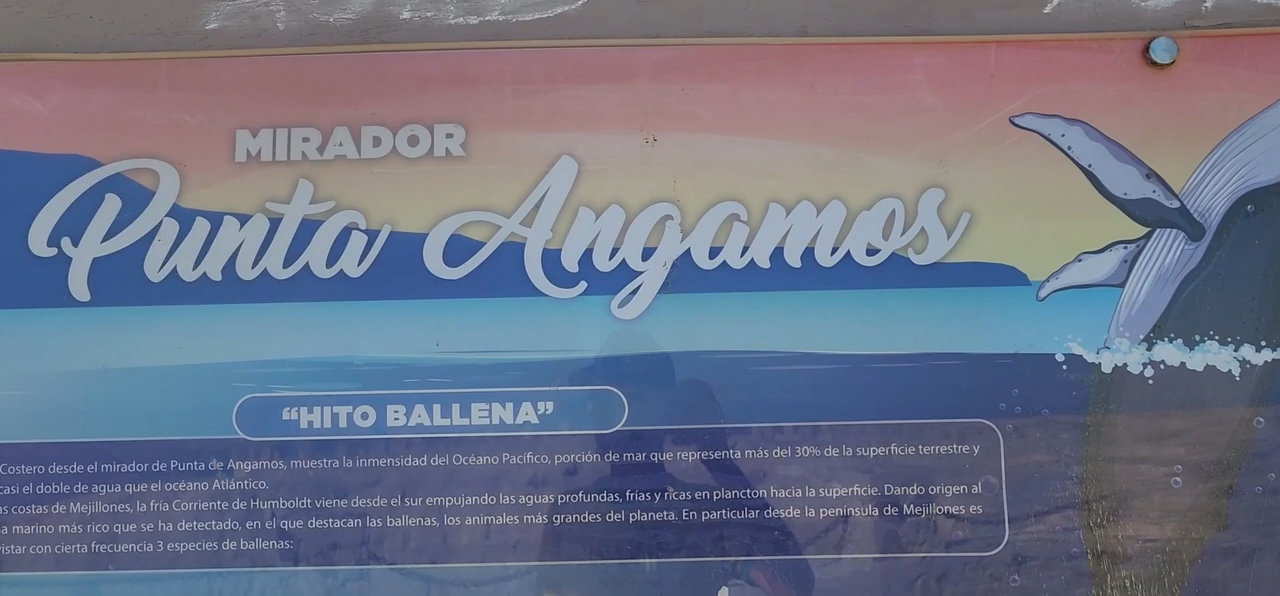 MIRADOR
Punta Angamos
“HITO BALLENA”
Costero desde el mirador de Punta de Angamos, muestra la inmensidad del Océano Pacífico, porción de mar que representa más del 30% de la superficie terrestre y
casi el doble de agua que el océano Atlántico.
as costas de Mejillones, la fría Corriente de Humboldt viene desde el sur empujando las aguas profundas, frías y ricas en plancton hacia la superficie. Dando origen al
a marino más rico que se ha detectado, en el que destacan las ballenas, los animales más grandes del planeta. En particular desde la península de Mejillones es
istar con cierta frecuencia 3 especies de ballenas: